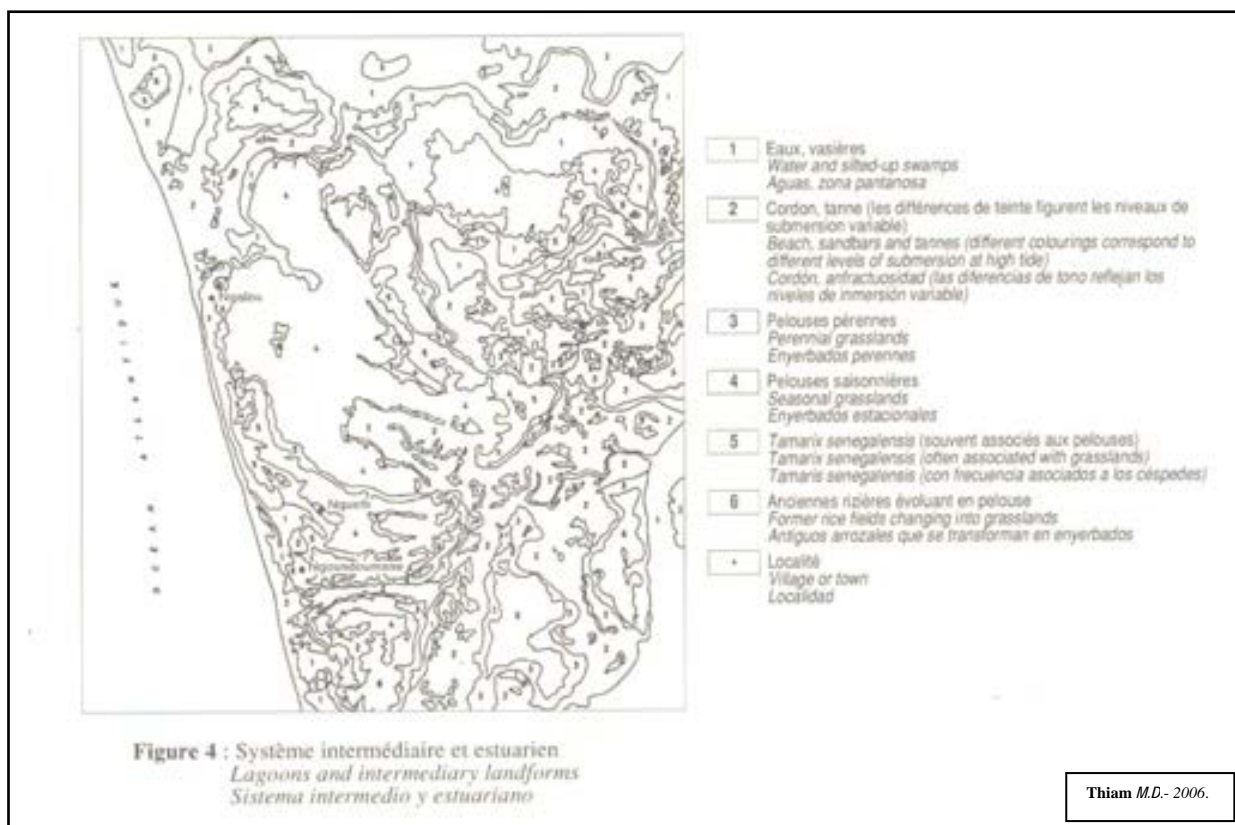 OCEAN ATLANTIQUE
Ngalou
Niguefe
Ngoundoumane
1 Eaux, vasières
Water and silted-up swamps
Aguas, zona pantanosa
2 Cordon, tanne (les différences de teinte figurent les niveaux de
submersion variable)
Beach, sandbars and tannes (different colourings correspond to
different levels of submersion at high tide)
Cordón, anfractuosidad (las diferencias de tono reflejan los
niveles de inmersión variable)
3 Pelouses pérennes
Perennial grasslands
Enyerbados perennes
4 Pelouses saisonnières
Seasonal grasslands
Enyerbados estacionales
5 Tamarix senegalensis (souvent associés aux pelouses)
Tamarix senegalensis (often associated with grasslands)
Tamaris senegalensis (con frecuencia asociados a los céspedes)
6 Anciennes rizières évoluant en pelouse
Former rice fields changing into grasslands
Antiguos arrozales que se transforman en enyerbados
+ Localité
Village or town
Localidad
Figure 4 : Système intermédiaire et estuarien
Lagoons and intermediary landforms
Sistema intermedio y estuariano
Thiam M.D.- 2006.